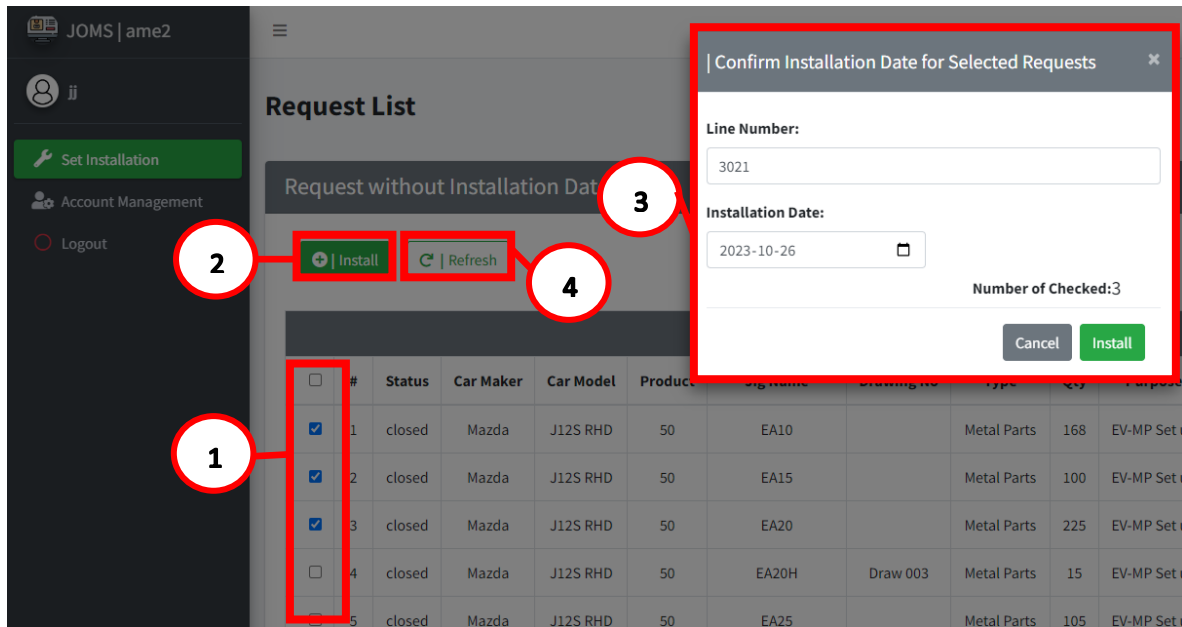 JOMS | ame2
jj
Set Installation
Account Management
Logout
Request List
Request without Installation Dat
| Install
| Refresh
1
2
3
4
| Confirm Installation Date for Selected Requests ×
Line Number:
3021
Installation Date:
2023-10-26
Number of Checked:3
Cancel Install
# Status Car Maker Car Model Product Jig Name Drawing No Type Qty Purpose
1 closed Mazda J12S RHD 50 EA10 Metal Parts 168 EV-MP Set
2 closed Mazda J12S RHD 50 EA15 Metal Parts 100 EV-MP Set
3 closed Mazda J12S RHD 50 EA20 Metal Parts 225 EV-MP Set
4 closed Mazda J12S RHD 50 EA20H Draw 003 Metal Parts 15 EV-MP Set
5 closed Mazda J12S RHD 50 EA25 Metal Parts 105 EV-MP Set